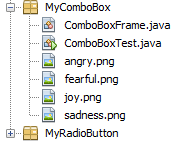 MyComboBox
ComboBoxFrame.java
ComboBoxTest.java
angry.png
fearful.png
joy.png
sadness.png
MyRadioButton